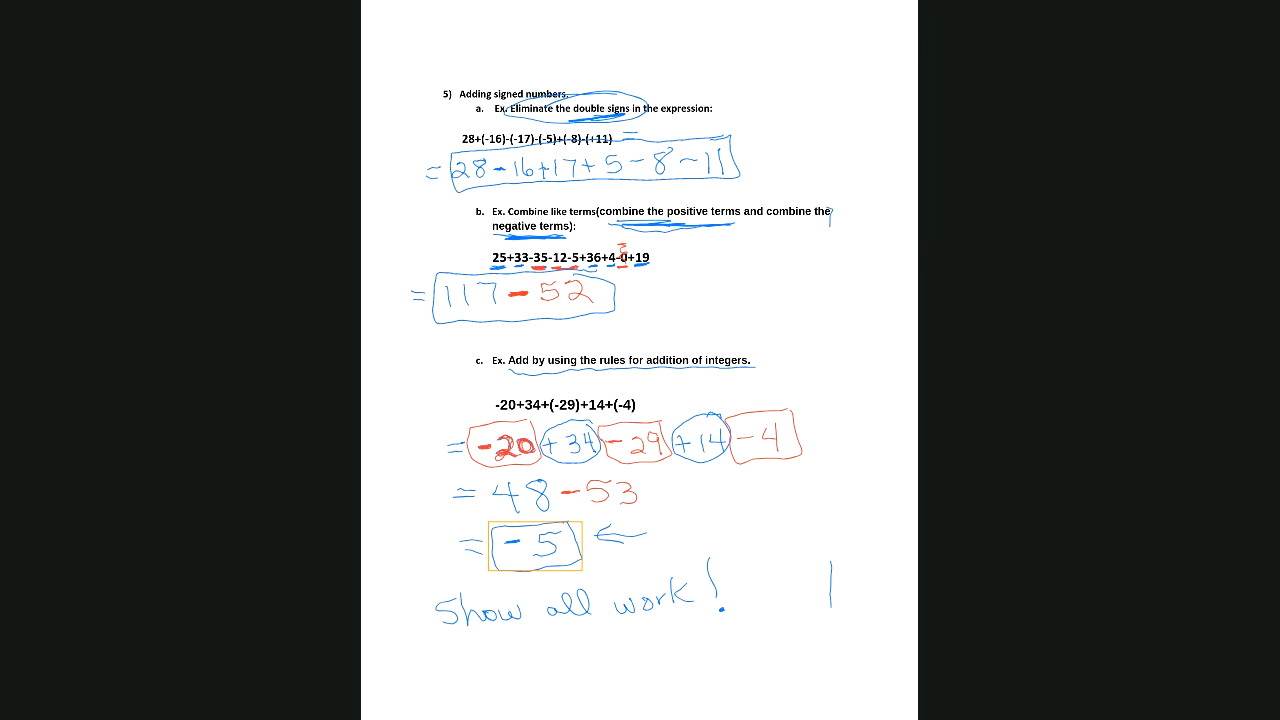 5) Adding signed numbers.
a. Ex. Eliminate the double signs in the expression:
28+(-16)-(-17)-(-5)+(-8)-(+11) =
= 28-16+17+5-8-11
b. Ex. Combine like terms(combine the positive terms and combine the
negative terms):
25+33-35-12-5+36+4-0+19
= 117-52
c. Ex. Add by using the rules for addition of integers.
-20+34+(-29)+14+(-4)
= -20 +34 -29 +14 -4
= 48-53
= -5 ←
Show all work!